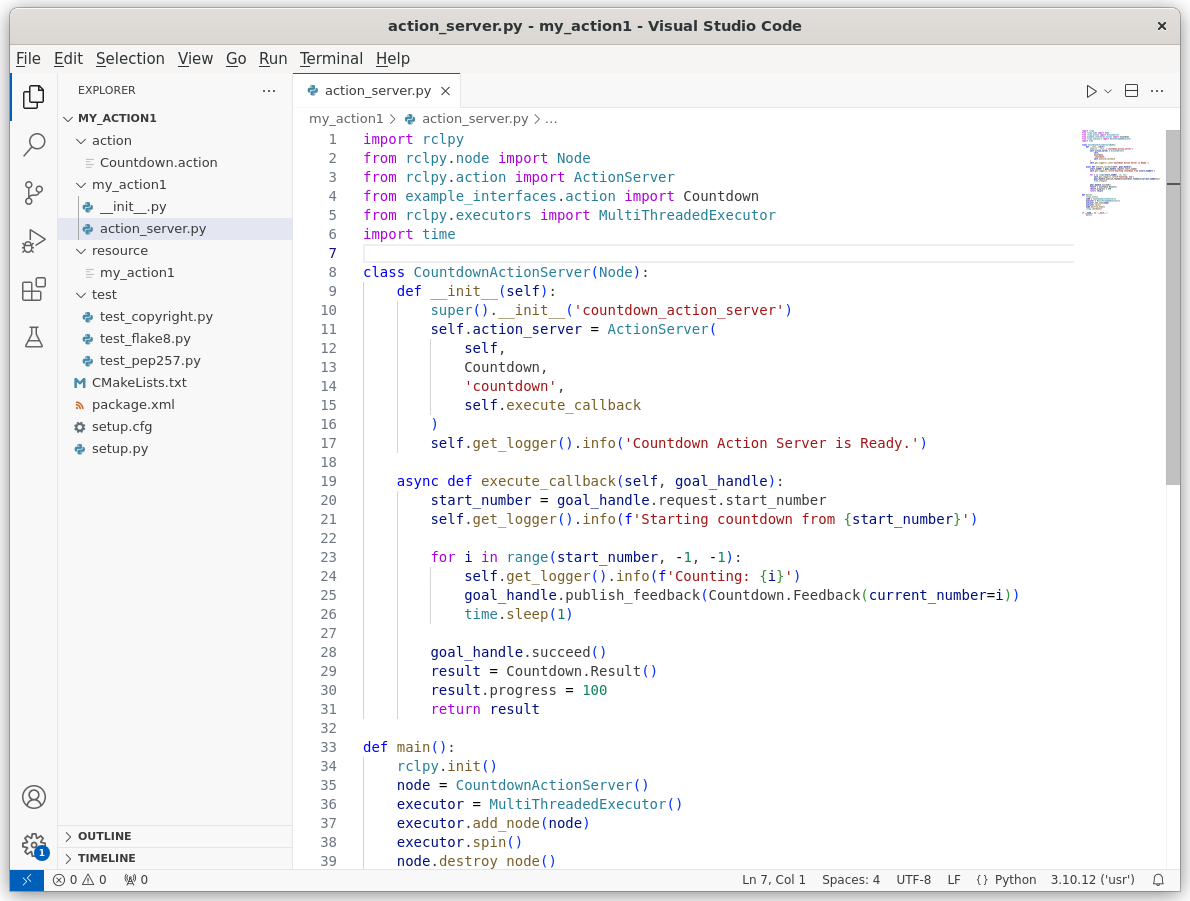 action_server.py - my_action1 - Visual Studio Code
File Edit Selection View Go Run Terminal Help
EXPLORER
MY_ACTION1
action
Countdown.action
my_action1
__init__.py
action_server.py
resource
my_action1
test
test_copyright.py
test_flake8.py
test_pep257.py
CMakeLists.txt
package.xml
setup.cfg
setup.py
OUTLINE
TIMELINE
1
action_server.py
my_action1 > action_server.py > ...
1 import rclpy
2 from rclpy.node import Node
3 from rclpy.action import ActionServer
4 from example_interfaces.action import Countdown
5 from rclpy.executors import MultiThreadedExecutor
6 import time
7
8 class CountdownActionServer(Node):
9     def __init__(self):
10         super().__init__('countdown_action_server')
11         self.action_server = ActionServer(
12             self,
13             Countdown,
14             'countdown',
15             self.execute_callback
16         )
17         self.get_logger().info('Countdown Action Server is Ready.')
18
19     async def execute_callback(self, goal_handle):
20         start_number = goal_handle.request.start_number
21         self.get_logger().info(f'Starting countdown from {start_number}')
22
23         for i in range(start_number, -1, -1):
24             self.get_logger().info(f'Counting: {i}')
25             goal_handle.publish_feedback(Countdown.Feedback(current_number=i))
26             time.sleep(1)
27
28         goal_handle.succeed()
29         result = Countdown.Result()
30         result.progress = 100
31         return result
32
33 def main():
34     rclpy.init()
35     node = CountdownActionServer()
36     executor = MultiThreadedExecutor()
37     executor.add_node(node)
38     executor.spin()
39     node.destroy_node()
0 0 0 Ln 7, Col 1 Spaces: 4 UTF-8 LF {} Python 3.10.12 ('usr')